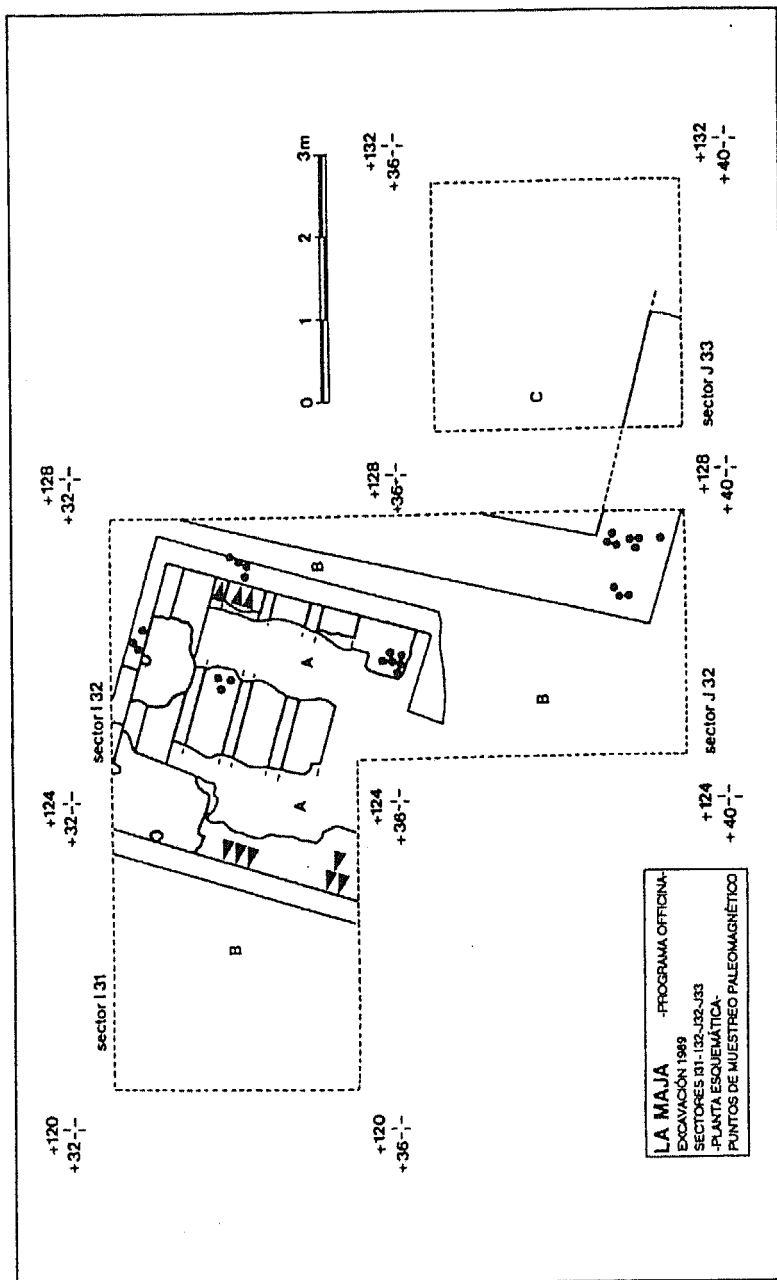 +120
+32
+124
+32
+128
+32
sector I 31
sector I 32
B
A
A
B
0 1 2 3m
+120
+36
+124
+36
+128
+36
+132
+36
B
C
sector J 32
sector J 33
+124
+40
+128
+40
+132
+40
LA MAJA -PROGRAMA OFFICINA-
EXCAVACIÓN 1989
SECTORES I31-I32-J32-J33
-PLANTA ESQUEMÁTICA-
PUNTOS DE MUESTREO PALEOMAGNÉTICO